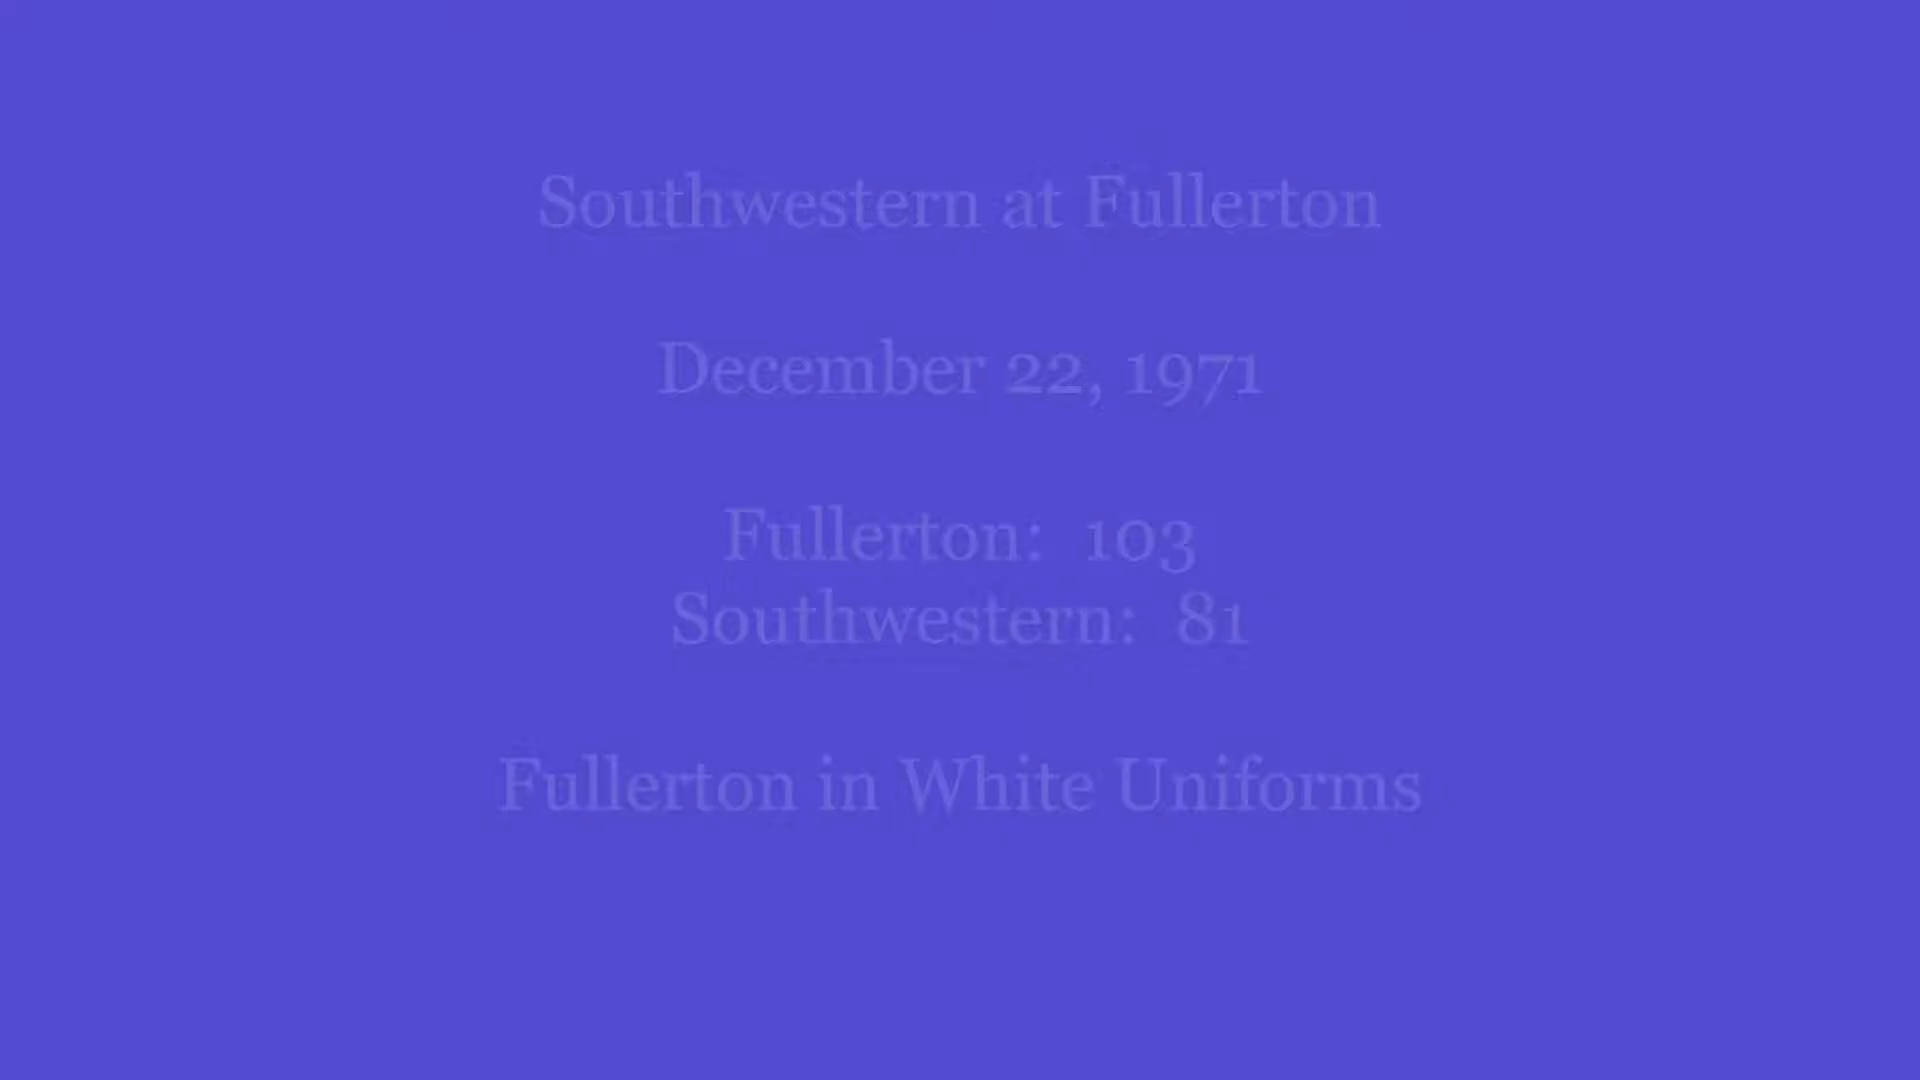 Southwestern at Fullerton
December 22, 1971
Fullerton: 103
Southwestern: 81
Fullerton in White Uniforms